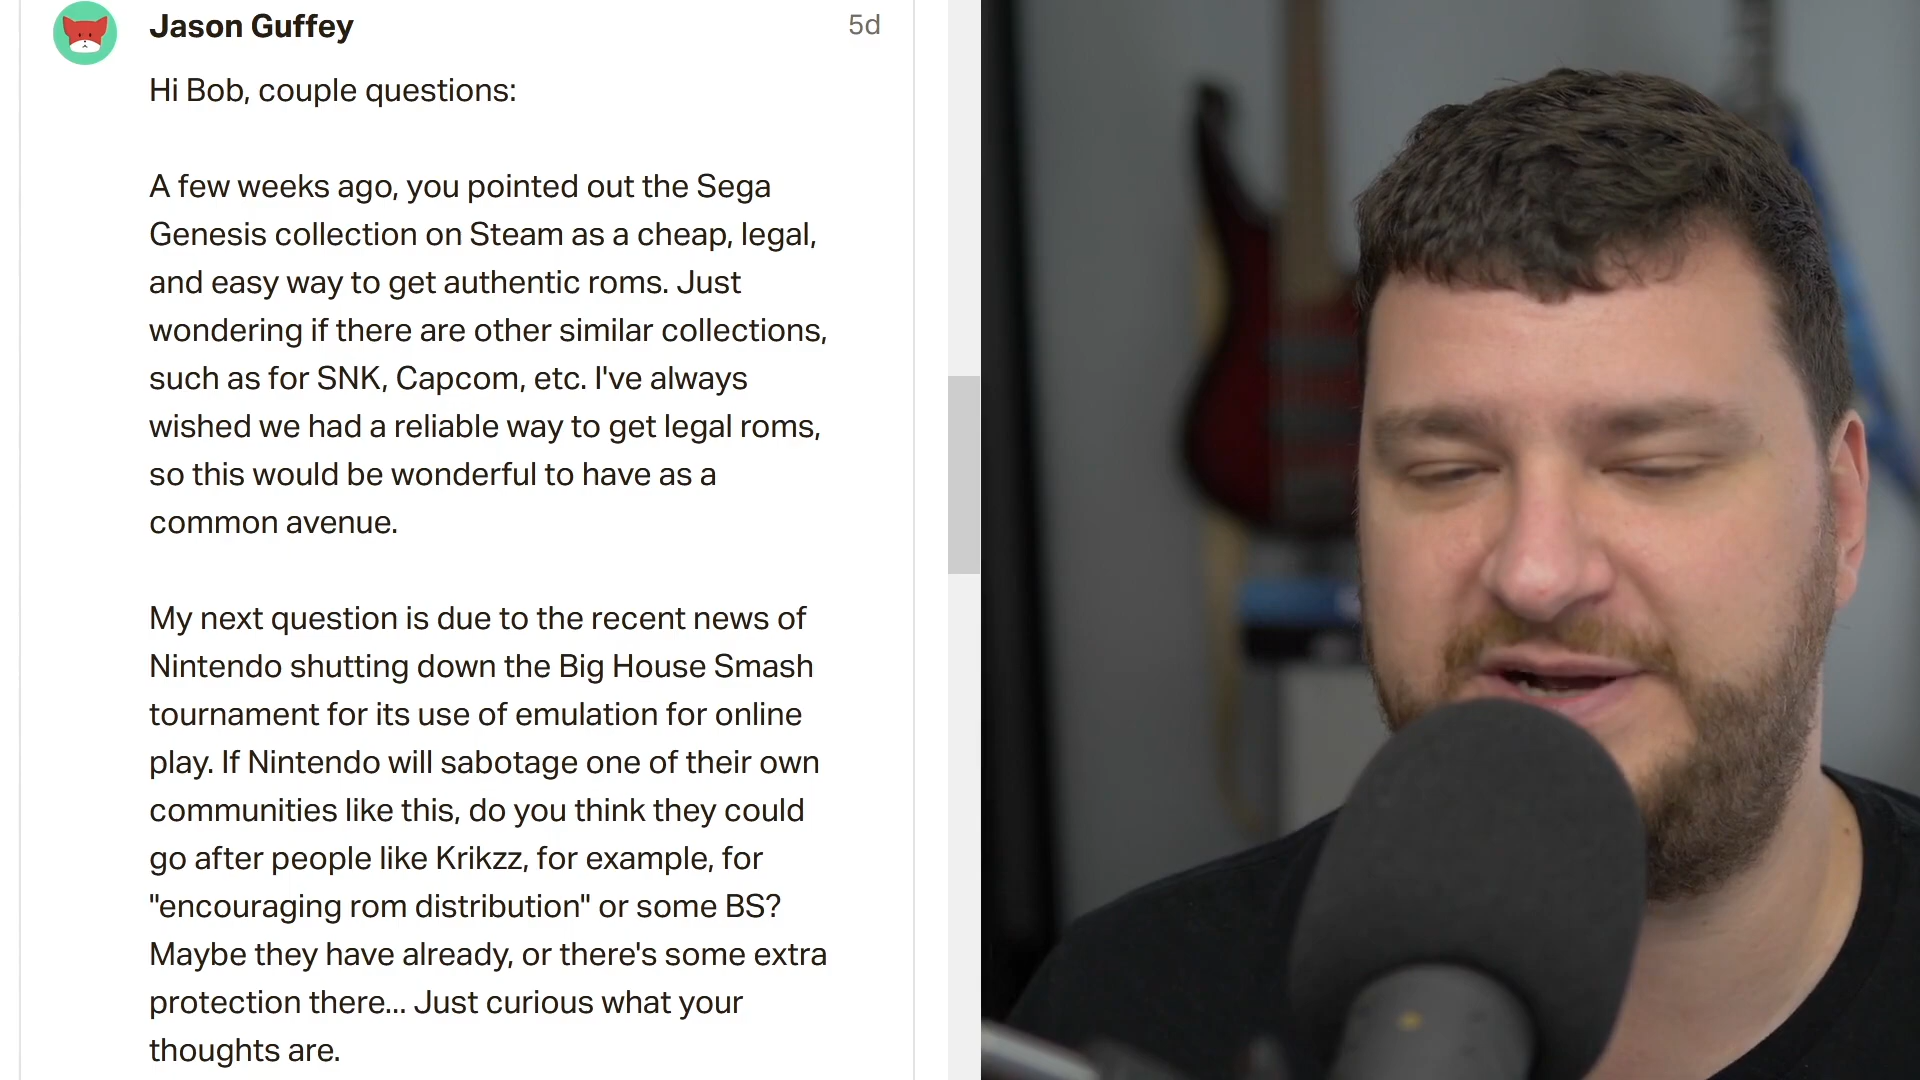 Jason Guffey
5d
Hi Bob, couple questions:
A few weeks ago, you pointed out the Sega
Genesis collection on Steam as a cheap, legal,
and easy way to get authentic roms. Just
wondering if there are other similar collections,
such as for SNK, Capcom, etc. I've always
wished we had a reliable way to get legal roms,
so this would be wonderful to have as a
common avenue.
My next question is due to the recent news of
Nintendo shutting down the Big House Smash
tournament for its use of emulation for online
play. If Nintendo will sabotage one of their own
communities like this, do you think they could
go after people like Krikzz, for example, for
"encouraging rom distribution" or some BS?
Maybe they have already, or there's some extra
protection there... Just curious what your
thoughts are.